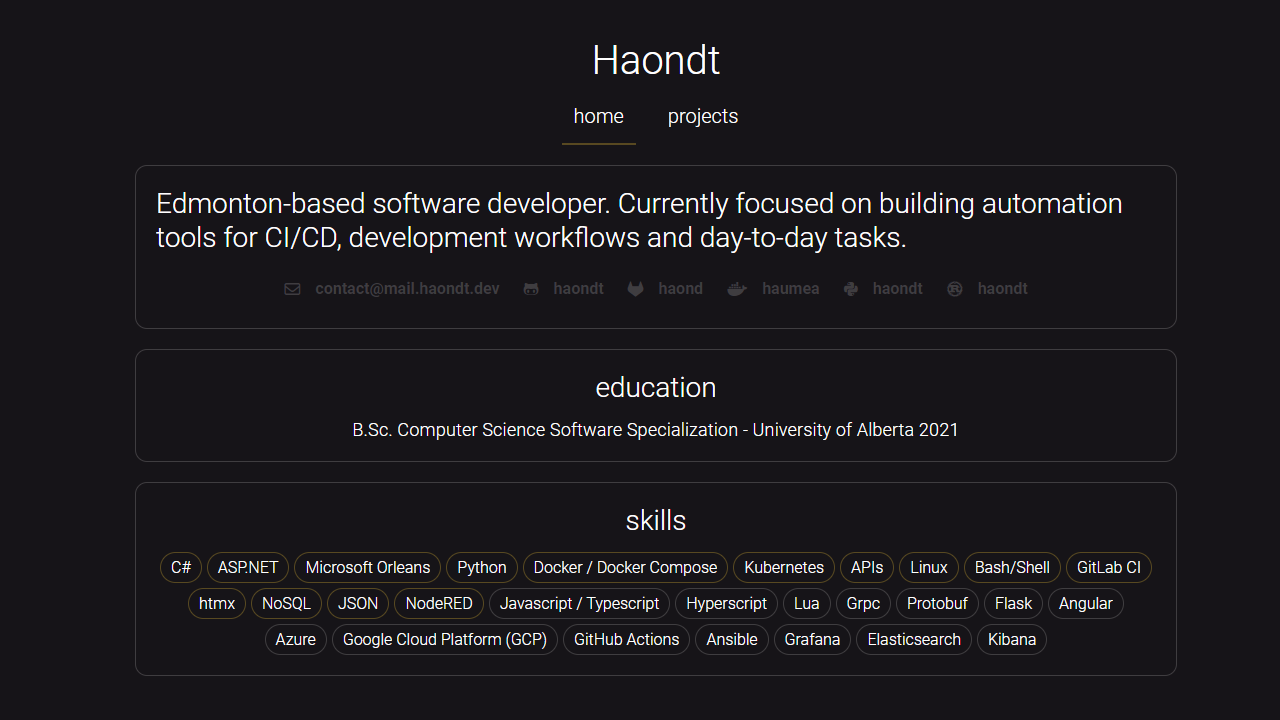 Haondt
home projects
Edmonton-based software developer. Currently focused on building automation
tools for CI/CD, development workflows and day-to-day tasks.
contact@mail.haondt.dev haondt haond haumea haondt haondt
education
B.Sc. Computer Science Software Specialization - University of Alberta 2021
skills
C# ASP.NET Microsoft Orleans Python Docker / Docker Compose Kubernetes APIs Linux Bash/Shell GitLab CI
htmx NoSQL JSON NodeRED Javascript / Typescript Hyperscript Lua Grpc Protobuf Flask Angular
Azure Google Cloud Platform (GCP) GitHub Actions Ansible Grafana Elasticsearch Kibana